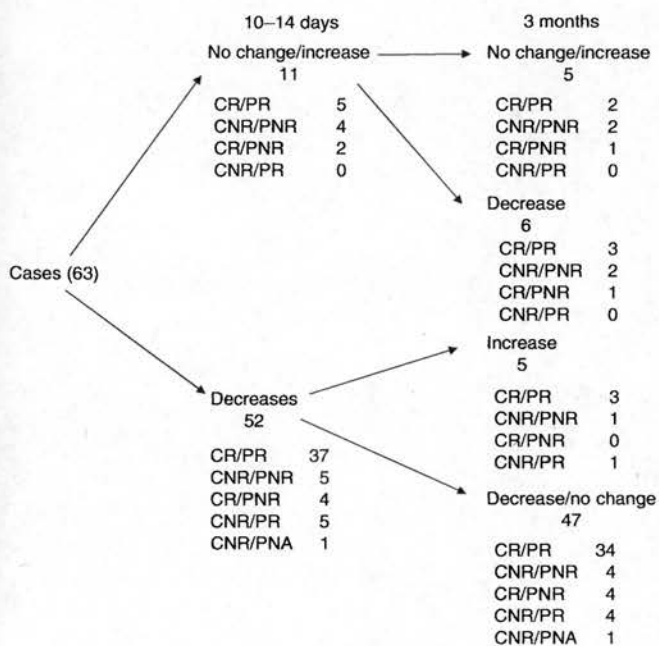 10–14 days
No change/increase
11
CR/PR 5
CNR/PNR 4
CR/PNR 2
CNR/PR 0
3 months
No change/increase
5
CR/PR 2
CNR/PNR 2
CR/PNR 1
CNR/PR 0
Decrease
6
CR/PR 3
CNR/PNR 2
CR/PNR 1
CNR/PR 0
Cases (63)
Decreases
52
CR/PR 37
CNR/PNR 5
CR/PNR 4
CNR/PR 5
CNR/PNA 1
Increase
5
CR/PR 3
CNR/PNR 1
CR/PNR 0
CNR/PR 1
Decrease/no change
47
CR/PR 34
CNR/PNR 4
CR/PNR 4
CNR/PR 4
CNR/PNA 1